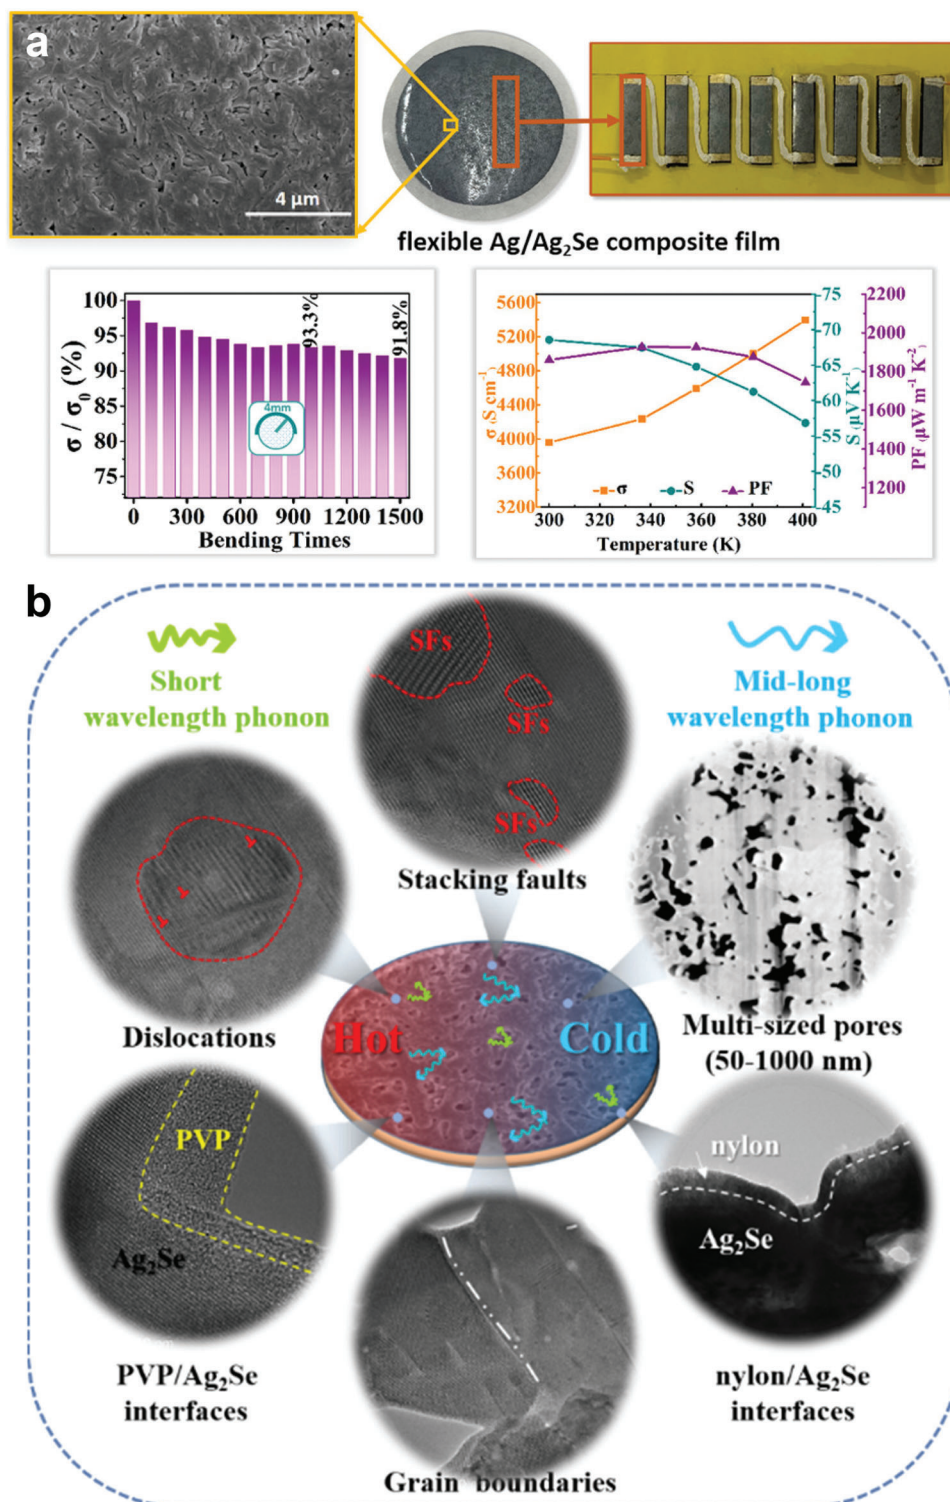 a
4 µm
flexible Ag/Ag₂Se composite film
100
95
90
85
80
75
σ / σ₀ (%)
93.3%
91.8%
4mm
0 300 600 900 1200 1500
Bending Times
5600
5200
4800
4400
4000
3600
3200
σ (S cm⁻¹)
75
70
65
60
55
50
45
S (µV K⁻¹)
2200
2000
1800
1600
1400
1200
PF (µW m⁻¹ K⁻²)
σ S PF
300 320 340 360 380 400
Temperature (K)
b
Short
wavelength phonon
SFs
SFs
SFs
Stacking faults
Mid-long
wavelength phonon
Dislocations
Hot
Cold
Multi-sized pores
(50-1000 nm)
PVP
Ag₂Se
PVP/Ag₂Se
interfaces
Grain boundaries
nylon
Ag₂Se
nylon/Ag₂Se
interfaces